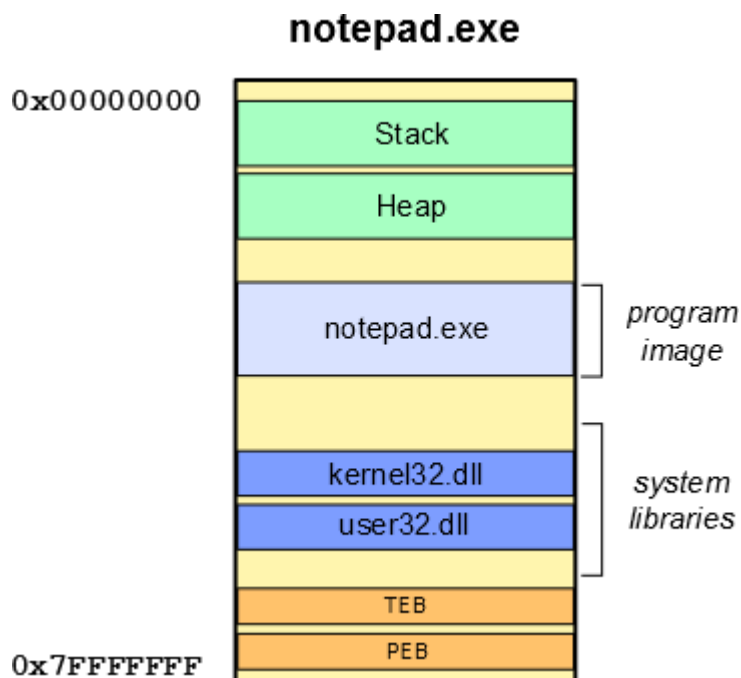 notepad.exe
0x00000000
Stack
Heap
notepad.exe
program
image
kernel32.dll
user32.dll
system
libraries
TEB
PEB
0x7FFFFFFF